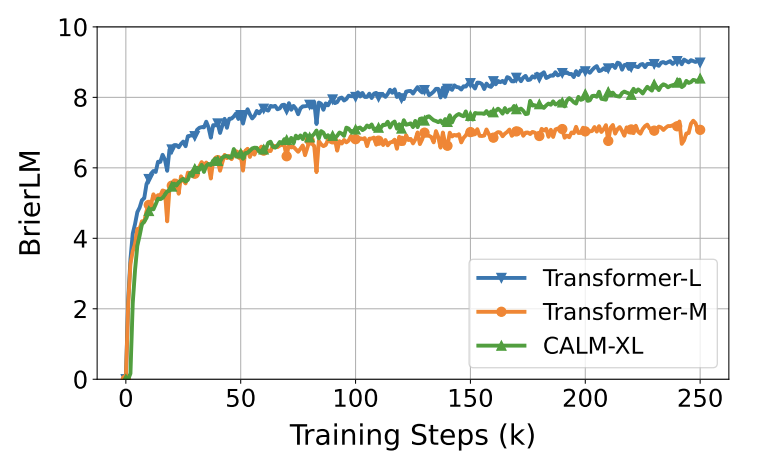 10
8
6
4
2
0
BrierLM
Transformer-L
Transformer-M
CALM-XL
0 50 100 150 200 250
Training Steps (k)